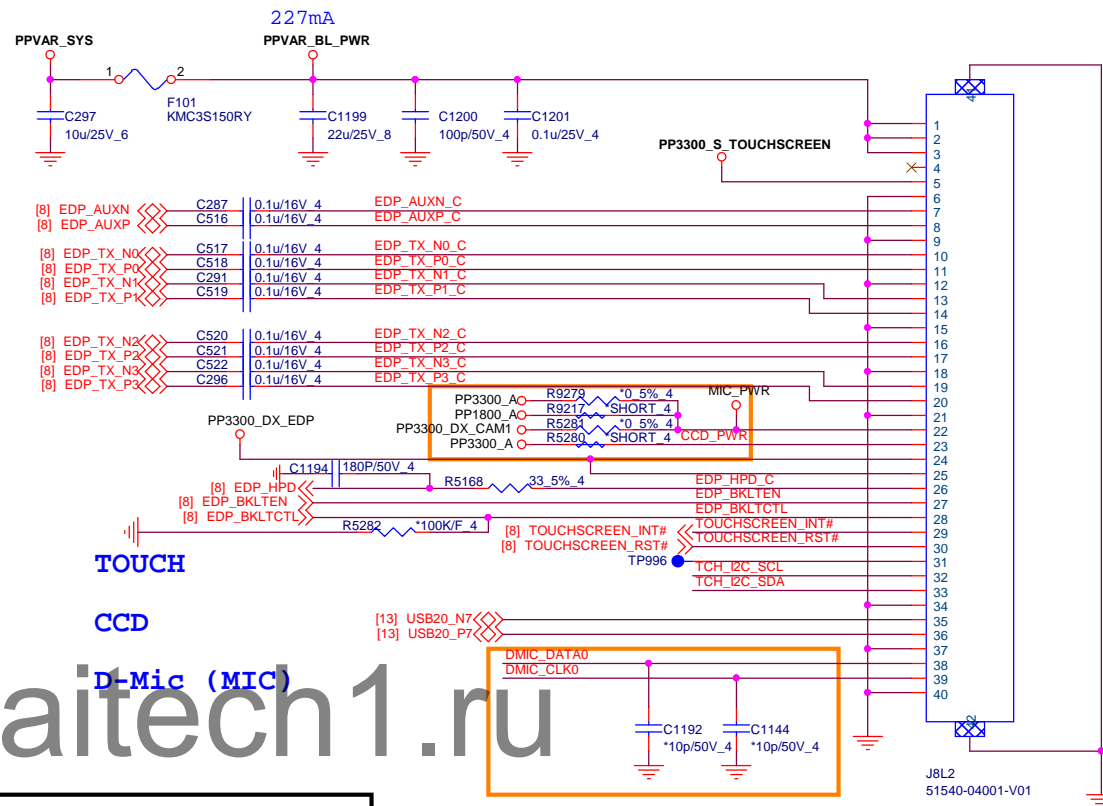 227mA
PPVAR_SYS
PPVAR_BL_PWR
1
2
F101
KMC3S150RY
C297
10u/25V_6
C1199
22u/25V_8
C1200
100p/50V_4
C1201
0.1u/25V_4
PP3300_S_TOUCHSCREEN
41
1
2
3
4
5
6
7
8
9
10
11
12
13
14
15
16
17
18
19
20
21
22
23
24
25
26
27
28
29
30
31
32
33
34
35
36
37
38
39
40
42
J8L2
51540-04001-V01
[8] EDP_AUXN C287 0.1u/16V_4 EDP_AUXN_C
[8] EDP_AUXP C516 0.1u/16V_4 EDP_AUXP_C
[8] EDP_TX_N0 C517 0.1u/16V_4 EDP_TX_N0_C
[8] EDP_TX_P0 C518 0.1u/16V_4 EDP_TX_P0_C
[8] EDP_TX_N1 C291 0.1u/16V_4 EDP_TX_N1_C
[8] EDP_TX_P1 C519 0.1u/16V_4 EDP_TX_P1_C
[8] EDP_TX_N2 C520 0.1u/16V_4 EDP_TX_N2_C
[8] EDP_TX_P2 C521 0.1u/16V_4 EDP_TX_P2_C
[8] EDP_TX_N3 C522 0.1u/16V_4 EDP_TX_N3_C
[8] EDP_TX_P3 C296 0.1u/16V_4 EDP_TX_P3_C
PP3300_A R9279 *0_5%_4 MIC_PWR
PP1800_A R9217 *SHORT_4
PP3300_DX_CAM1 R5281 *0_5%_4
PP3300_A R5280 *SHORT_4 CCD_PWR
PP3300_DX_EDP
C1194 180P/50V_4
[8] EDP_HPD R5168 33_5%_4 EDP_HPD_C
[8] EDP_BKLTEN EDP_BKLTEN
[8] EDP_BKLTCTL EDP_BKLTCTL
R5282 *100K/F_4
[8] TOUCHSCREEN_INT# TOUCHSCREEN_INT#
[8] TOUCHSCREEN_RST# TOUCHSCREEN_RST#
TP996
TCH_I2C_SCL
TCH_I2C_SDA
TOUCH
CCD
[13] USB20_N7
[13] USB20_P7
D-Mic (MIC)
DMIC_DATA0
DMIC_CLK0
C1192
*10p/50V_4
C1144
*10p/50V_4
aitech1.ru